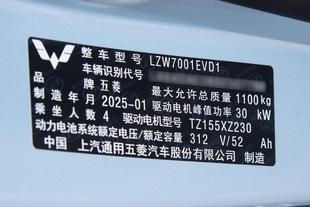 整车型号 LZW7001EVD1
车辆识别代号
品牌五菱 最大允许总质量 1100 kg
制造年月 2025-01 驱动电机峰值功率 30 kW
乘坐人数 4 驱动电机型号 TZ155XZ230
动力电池系统额定电压/额定容量 312 V/52 Ah
中国 上汽通用五菱汽车股份有限公司 制造